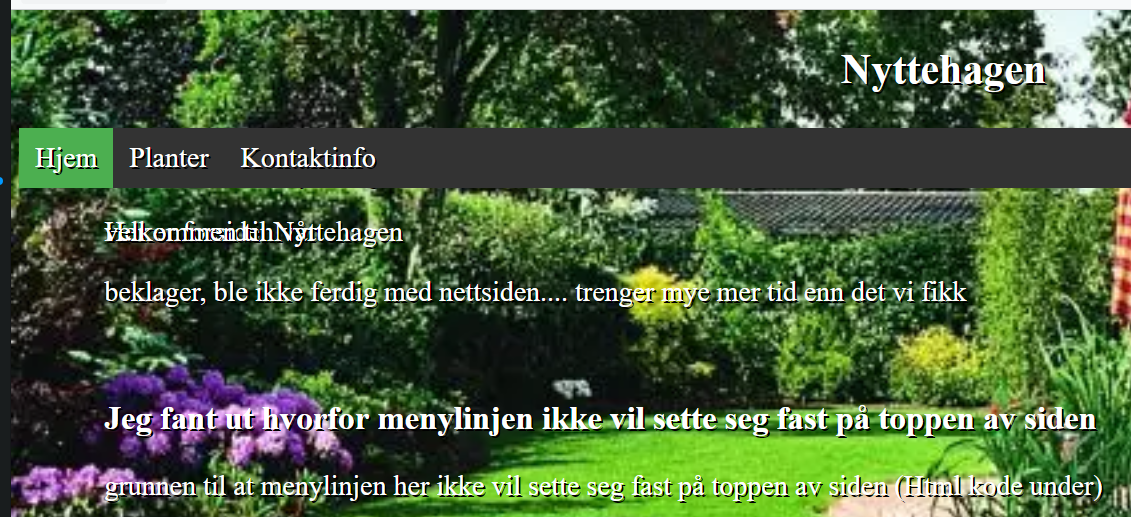 Nyttehagen
Hjem Planter Kontaktinfo
Velkommen til Nyttehagen
beklager, ble ikke ferdig med nettsiden.... trenger mye mer tid enn det vi fikk
Jeg fant ut hvorfor menylinjen ikke vil sette seg fast på toppen av siden
grunnen til at menylinjen her ikke vil sette seg fast på toppen av siden (Html kode under)